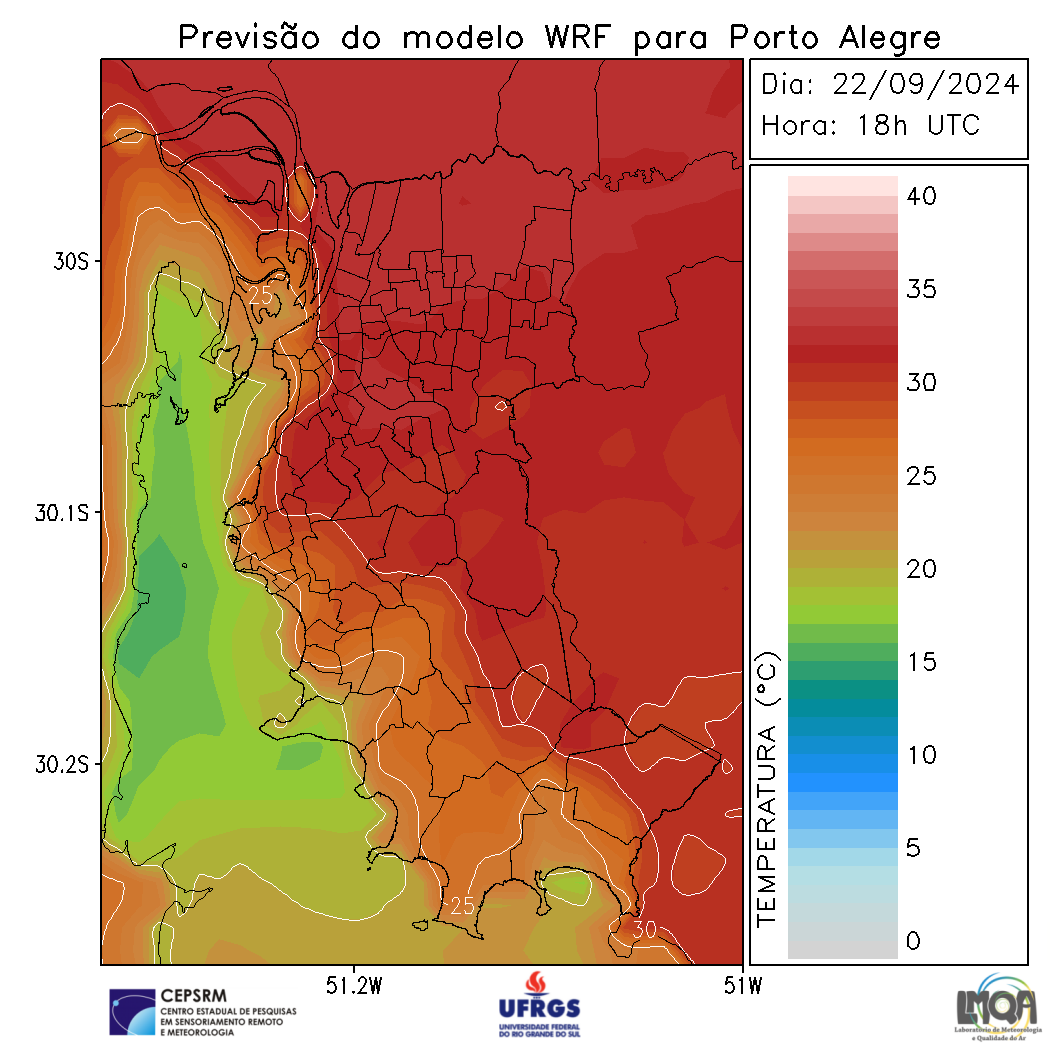 Previsão do modelo WRF para Porto Alegre
Dia: 22/09/2024
Hora: 18h UTC
30S
30.1S
30.2S
51.2W
51W
25
25
30
TEMPERATURA (°C)
40
35
30
25
20
15
10
5
0
CEPSRM
CENTRO ESTADUAL DE PESQUISAS
EM SENSORIAMENTO REMOTO
E METEOROLOGIA
UFRGS
UNIVERSIDADE FEDERAL
DO RIO GRANDE DO SUL
LMQA
Laboratório de Meteorologia
e Qualidade do Ar